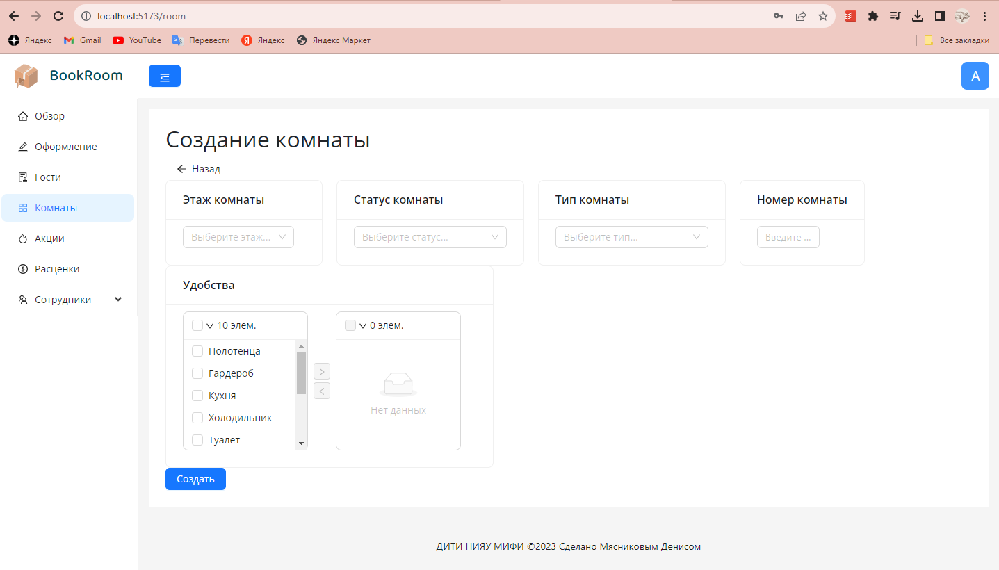 localhost:5173/room
Яндекс Gmail YouTube Перевести Яндекс Яндекс Маркет Все закладки
BookRoom A
Обзор
Оформление
Гости
Комнаты
Акции
Расценки
Сотрудники
Создание комнаты
Назад
Этаж комнаты Статус комнаты Тип комнаты Номер комнаты
Выберите этаж... Выберите статус... Выберите тип... Введите ...
Удобства
10 элем. 0 элем.
Полотенца
Гардероб
Кухня
Холодильник
Туалет
Нет данных
Создать
ДИТИ НИЯУ МИФИ ©2023 Сделано Мясниковым Денисом